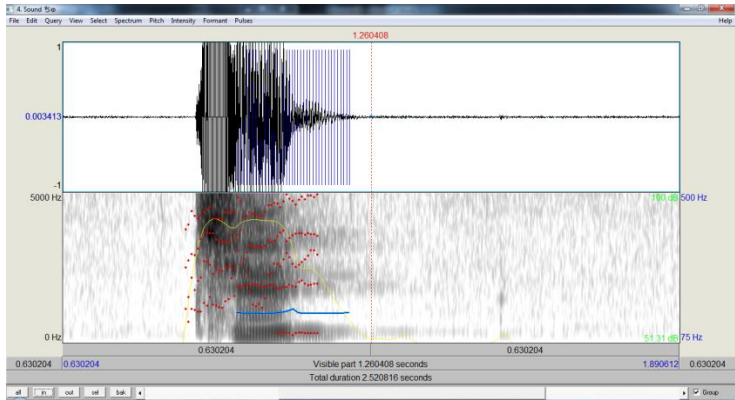 4. Sound
File Edit Query View Select Spectrum Pitch Intensity Formant Pulses Help
1.260408
1
0.003413
-1
5000 Hz 100 dB 500 Hz
0 Hz 51.31 dB 75 Hz
0.630204 0.630204
0.630204 0.630204 Visible part 1.260408 seconds 1.890612 0.630204
Total duration 2.520816 seconds
all in out sel bak Group